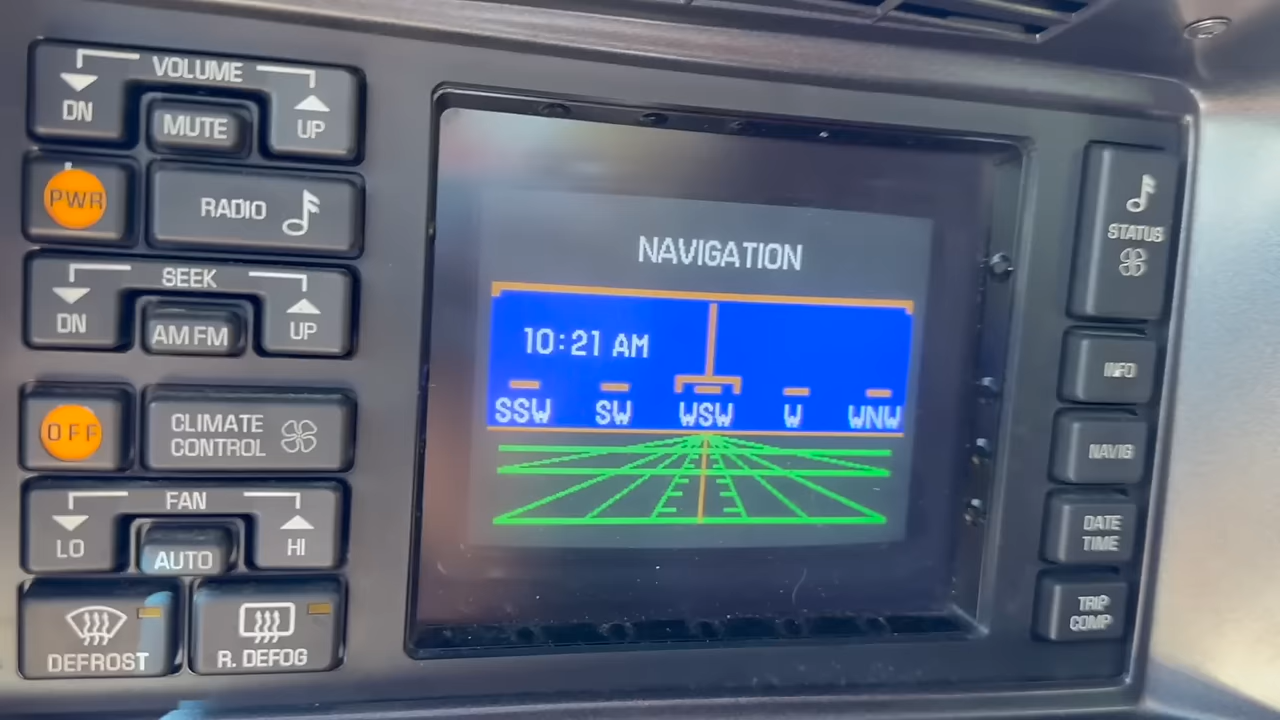 VOLUME
DN
MUTE
UP
PWR
RADIO
SEEK
DN
AM FM
UP
OFF
CLIMATE
CONTROL
FAN
LO
AUTO
HI
DEFROST
R. DEFOG
NAVIGATION
10:21 AM
SSW SW WSW W WNW
STATUS
INFO
NAVIG
DATE
TIME
TRIP
COMP